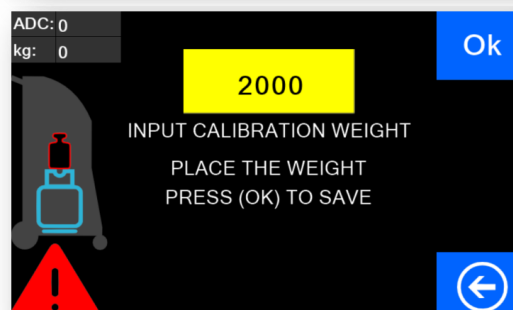 ADC: 0
kg: 0
Ok
2000
INPUT CALIBRATION WEIGHT
PLACE THE WEIGHT
PRESS (OK) TO SAVE
!